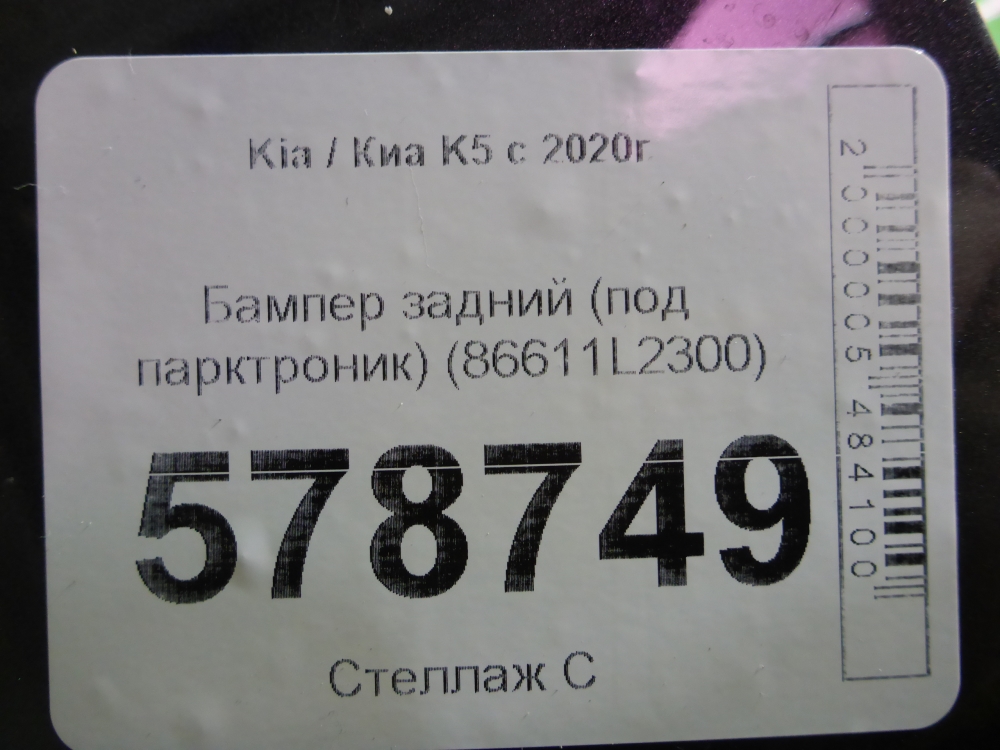 Kia / Киа K5 с 2020г
Бампер задний (под
парктроник) (86611L2300)
578749
Стеллаж С
2000005484100